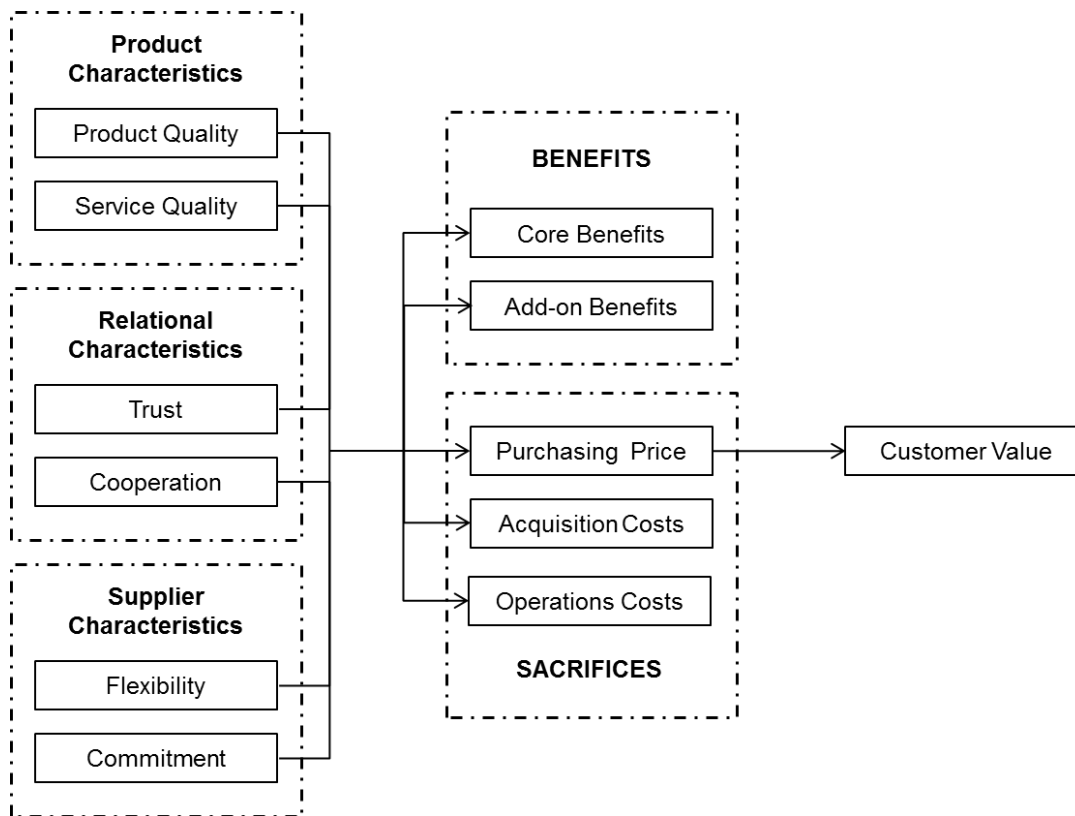 Product
Characteristics
Product Quality
Service Quality
Relational
Characteristics
Trust
Cooperation
Supplier
Characteristics
Flexibility
Commitment
BENEFITS
Core Benefits
Add-on Benefits
Purchasing Price
Acquisition Costs
Operations Costs
SACRIFICES
Customer Value